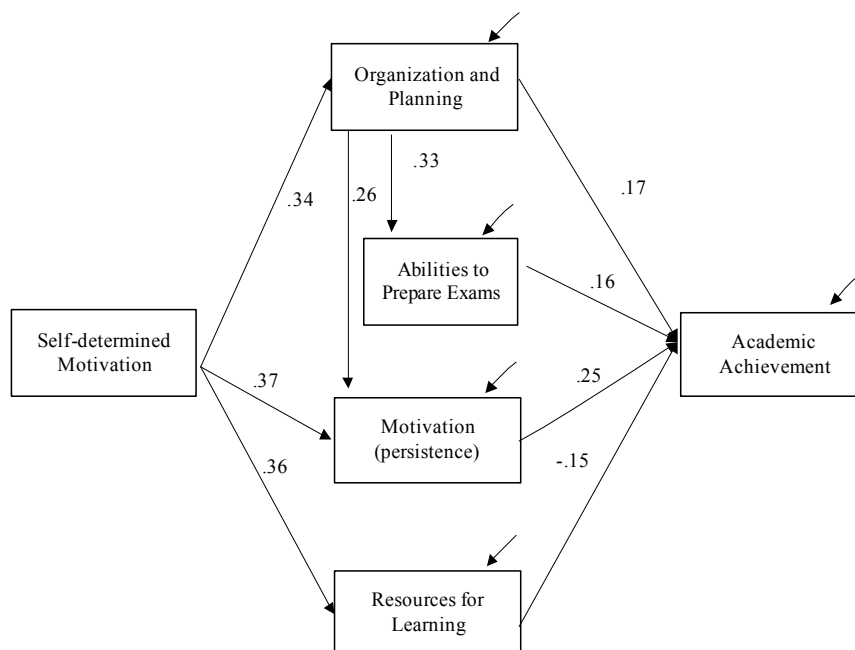 Organization and
Planning
.33
.26
.34
.17
Abilities to
Prepare Exams
.16
Self-determined
Motivation
Academic
Achievement
.37
.25
Motivation
(persistence)
.36
-.15
Resources for
Learning